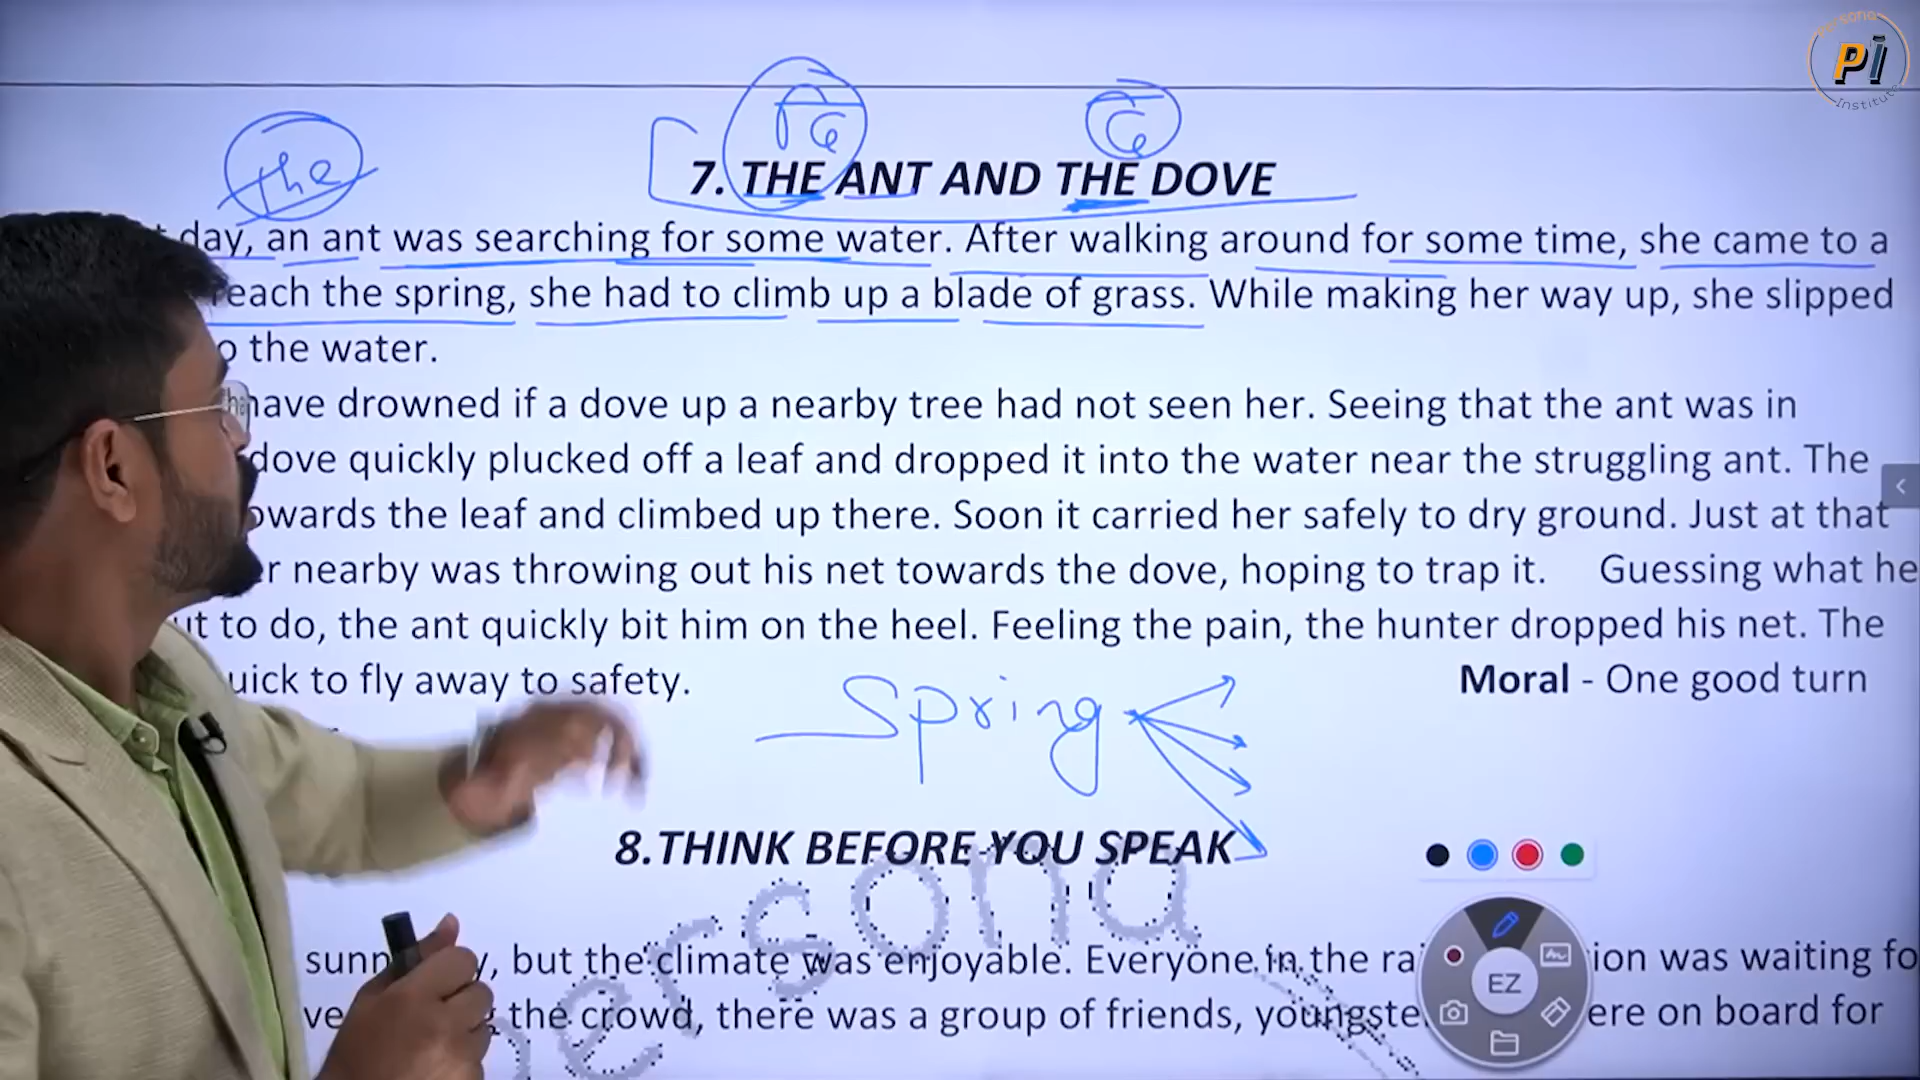 Persona
PI
Institute
the
दि
द
7. THE ANT AND THE DOVE
day, an ant was searching for some water. After walking around for some time, she came to a
reach the spring, she had to climb up a blade of grass. While making her way up, she slipped
o the water.
have drowned if a dove up a nearby tree had not seen her. Seeing that the ant was in
dove quickly plucked off a leaf and dropped it into the water near the struggling ant. The
owards the leaf and climbed up there. Soon it carried her safely to dry ground. Just at that
er nearby was throwing out his net towards the dove, hoping to trap it. Guessing what he
ut to do, the ant quickly bit him on the heel. Feeling the pain, the hunter dropped his net. The
uick to fly away to safety. Moral - One good turn
Spring
8.THINK BEFORE YOU SPEAK
Persona
sunn y, but the climate was enjoyable. Everyone in the ra ion was waiting fo
ve g the crowd, there was a group of friends, youngste ere on board for
EZ